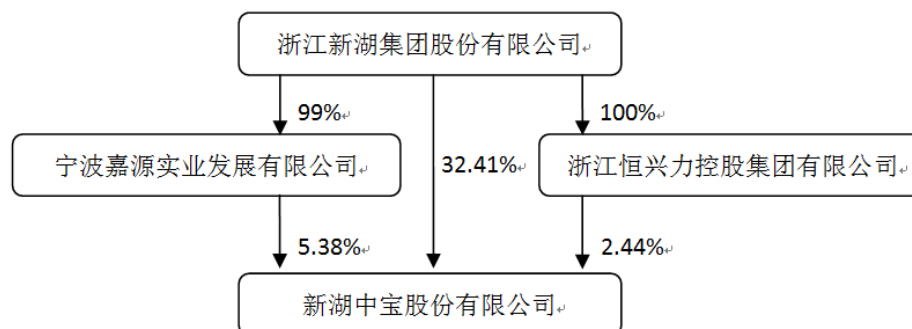 浙江新湖集团股份有限公司
99%
100%
宁波嘉源实业发展有限公司
32.41%
浙江恒兴力控股集团有限公司
5.38%
2.44%
新湖中宝股份有限公司